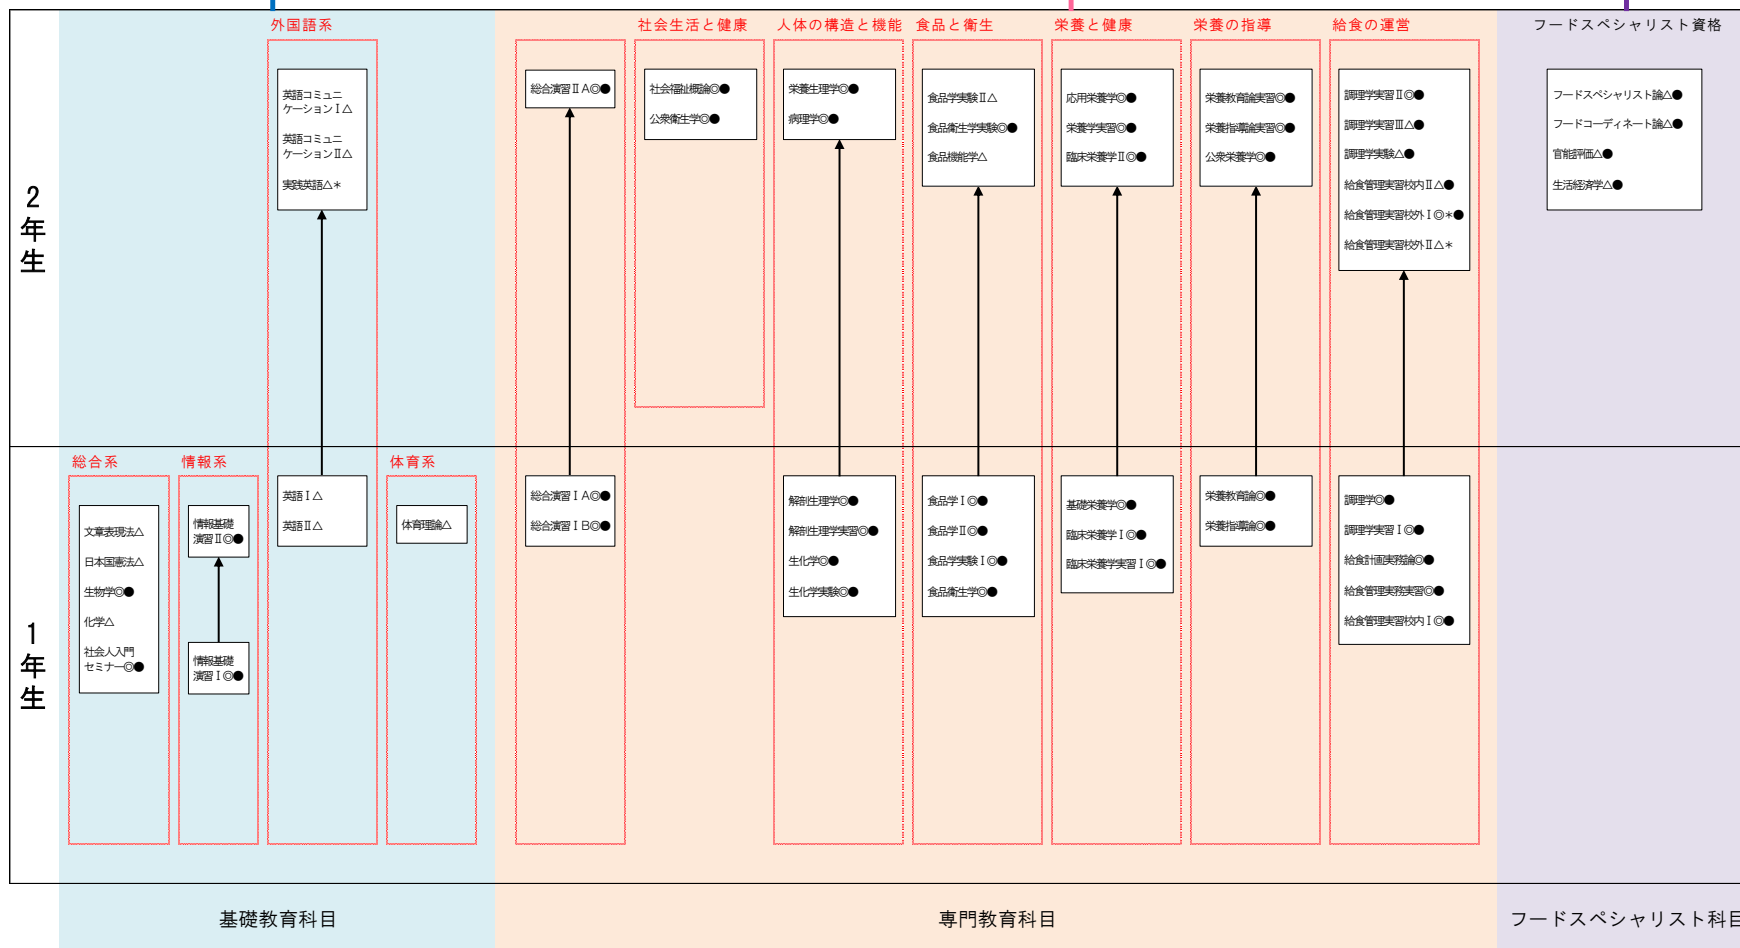 外国語系
社会生活と健康
人体の構造と機能
食品と衛生
栄養と健康
栄養の指導
給食の運営
フードスペシャリスト資格
2年生
英語コミュニ
ケーションⅠ△
英語コミュニ
ケーションⅡ△
実践英語△＊
総合演習ⅡA◎●
社会福祉概論◎●
公衆衛生学◎●
栄養生理学◎●
病理学◎●
食品学実験Ⅱ△
食品衛生学実験◎●
食品機能学△
応用栄養学◎●
栄養学実習◎●
臨床栄養学Ⅱ◎●
栄養教育論実習◎●
栄養指導論実習◎●
公衆栄養学◎●
調理学実習Ⅱ◎●
調理学実習Ⅲ△●
調理学実験△●
給食管理実習校内Ⅱ△●
給食管理実習校外Ⅰ◎＊●
給食管理実習校外Ⅱ△＊
フードスペシャリスト論△●
フードコーディネート論△●
官能評価△●
生活経済学△●
1年生
総合系
情報系
体育系
文章表現法△
日本国憲法△
生物学◎●
化学△
社会人入門
セミナー◎●
情報基礎
演習Ⅱ◎●
情報基礎
演習Ⅰ◎●
英語Ⅰ△
英語Ⅱ△
体育理論△
総合演習ⅠA◎●
総合演習ⅠB◎●
解剖生理学◎●
解剖生理学実習◎●
生化学◎●
生化学実験◎●
食品学Ⅰ◎●
食品学Ⅱ◎●
食品学実験Ⅰ◎●
食品衛生学◎●
基礎栄養学◎●
臨床栄養学Ⅰ◎●
臨床栄養学実習Ⅰ◎●
栄養教育論◎●
栄養指導論◎●
調理学◎●
調理学実習Ⅰ◎●
給食計画実務論◎●
給食管理実務実習◎●
給食管理実習校内Ⅰ◎●
基礎教育科目
専門教育科目
フードスペシャリスト科目